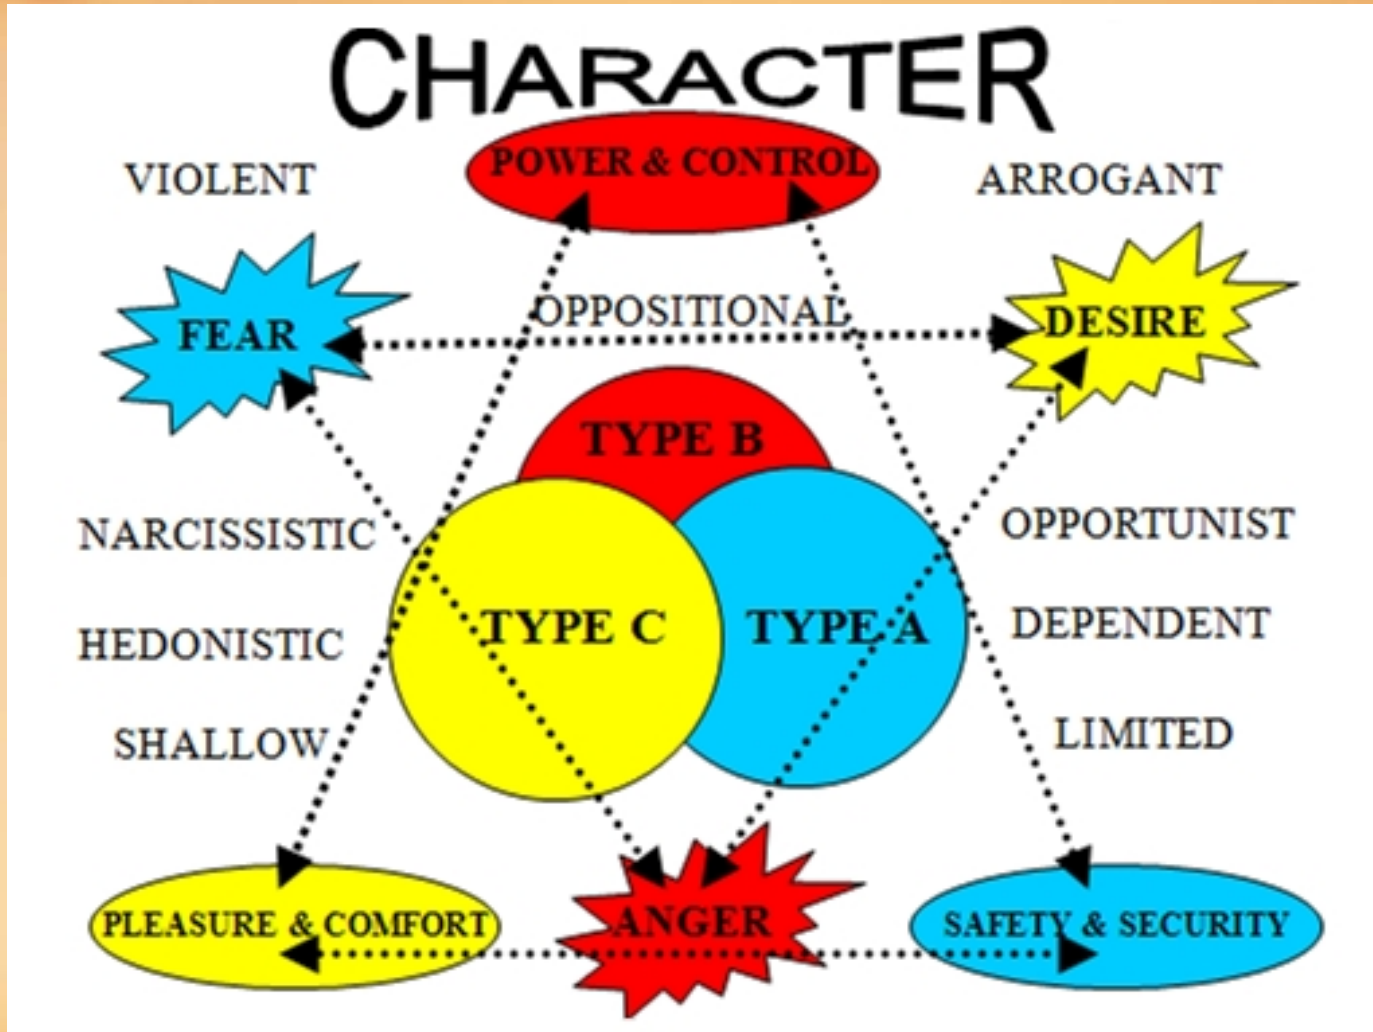 CHARACTER
POWER & CONTROL
VIOLENT
ARROGANT
OPPOSITIONAL
FEAR
DESIRE
TYPE B
NARCISSISTIC
OPPORTUNIST
TYPE C
TYPE A
DEPENDENT
HEDONISTIC
SHALLOW
LIMITED
PLEASURE & COMFORT
ANGER
SAFETY & SECURITY